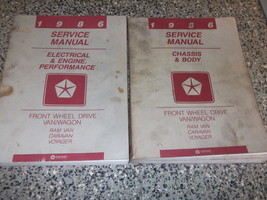 1986
SERVICE
MANUAL
ELECTRICAL
& ENGINE
PERFORMANCE
FRONT WHEEL DRIVE
VAN/WAGON
RAM VAN
CARAVAN
VOYAGER
1986
SERVICE
MANUAL
CHASSIS
& BODY
FRONT WHEEL DRIVE
VAN/WAGON
RAM VAN
CARAVAN
VOYAGER